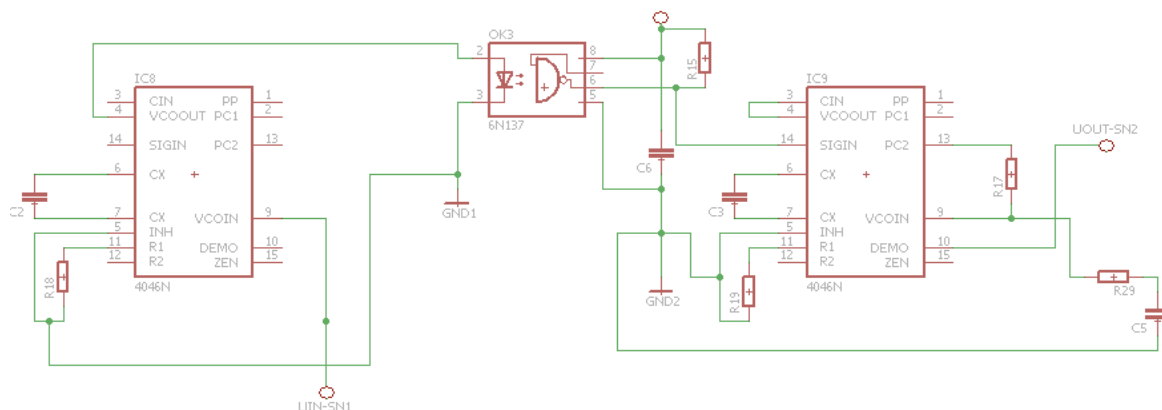 OK3
2
3
8
7
6
5
6N137
R15
IC8
3 CIN PP 1
4 VCOOUT PC1 2
14 SIGIN PC2 13
6 CX
7 CX VCOIN 9
5 INH
11 R1 DEMO 10
12 R2 ZEN 15
4046N
C2
R18
UIN-SN1
GND1
C6
GND2
IC9
3 CIN PP 1
4 VCOOUT PC1 2
14 SIGIN PC2 13
6 CX
7 CX VCOIN 9
5 INH
11 R1 DEMO 10
12 R2 ZEN 15
4046N
C3
R19
R17
UOUT-SN2
R29
C5